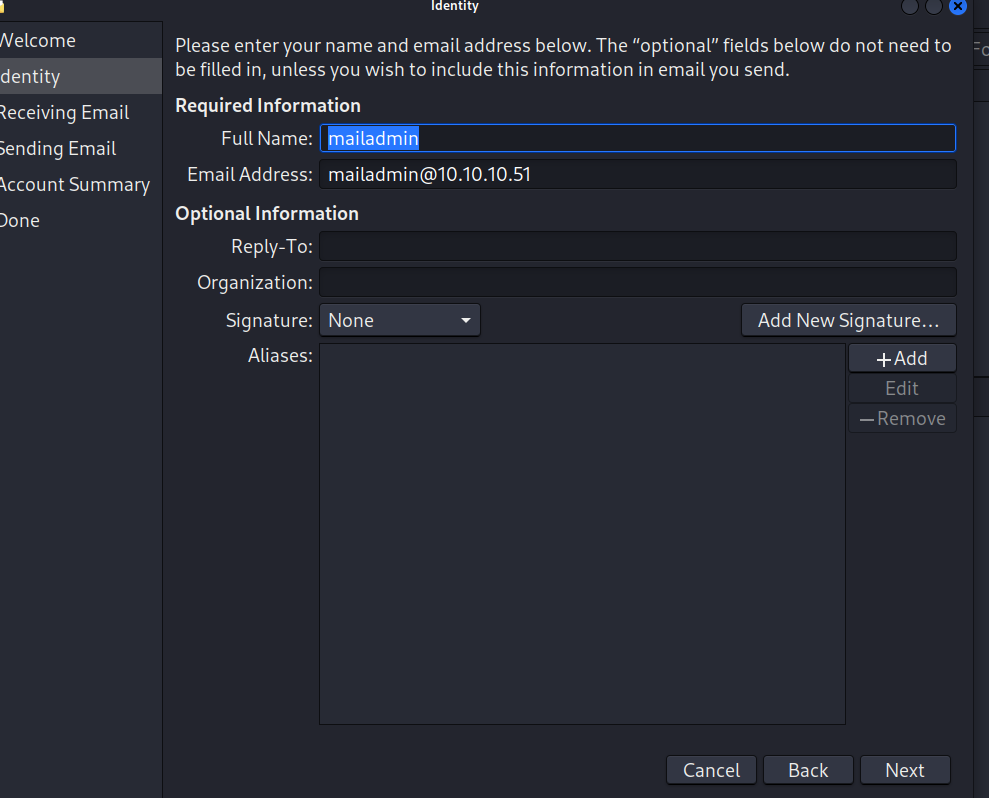 Identity
Welcome
dentity
Receiving Email
Sending Email
Account Summary
Done
Please enter your name and email address below. The “optional” fields below do not need to
be filled in, unless you wish to include this information in email you send.
Required Information
Full Name: mailadmin
Email Address: mailadmin@10.10.10.51
Optional Information
Reply-To:
Organization:
Signature: None Add New Signature...
Aliases:
+Add
Edit
—Remove
Cancel Back Next